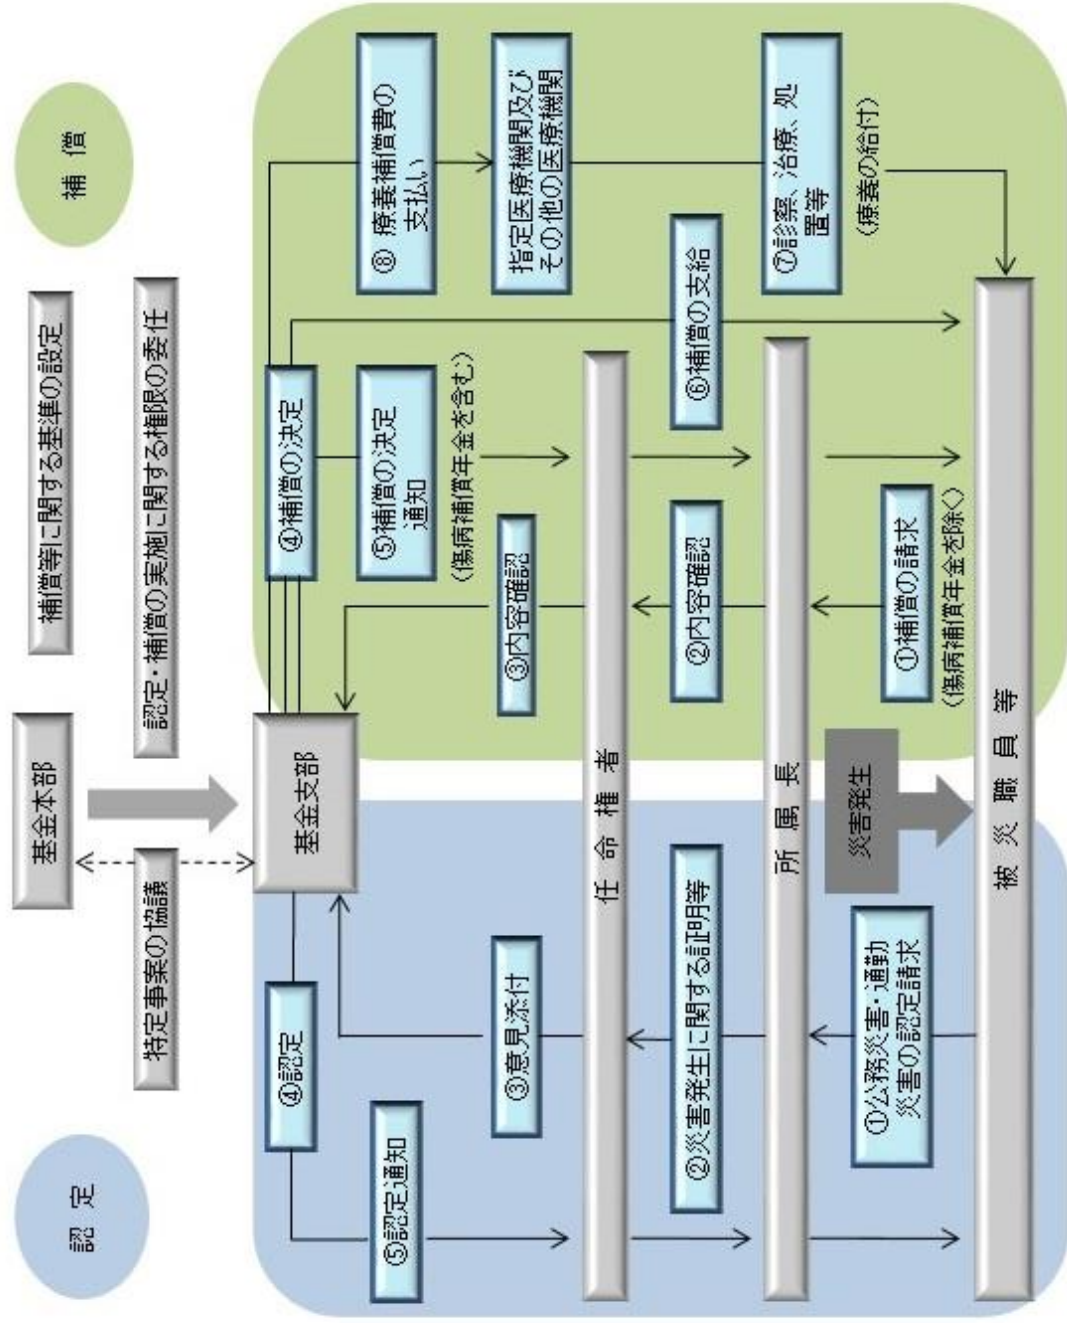 認 定
補 償
基金本部
補償等に関する基準の設定
特定事案の協議
認定・補償の実施に関する権限の委任
基金支部
④認定
⑤認定通知
③意見添付
任 命 権 者
②災害発生に関する証明等
所 属 長
①公務災害・通勤
災害の認定請求
災害発生
被 災 職 員 等
④補償の決定
⑤補償の決定
通知
(傷病補償年金を含む)
③内容確認
②内容確認
①補償の請求
(傷病補償年金を除く)
⑥補償の支給
⑧ 療養補償費の
支払い
指定医療機関及び
その他の医療機関
⑦診察、治療、処
置等
(療養の給付)